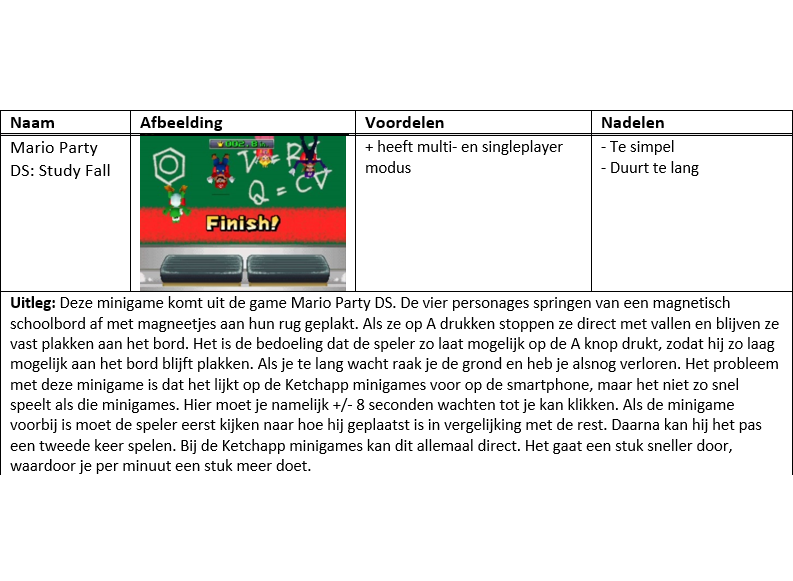 Naam Afbeelding Voordelen Nadelen
Mario Party
DS: Study Fall
Q = CV
Finish!
+ heeft multi- en singleplayer
modus
- Te simpel
- Duurt te lang
Uitleg: Deze minigame komt uit de game Mario Party DS. De vier personages springen van een magnetisch
schoolbord af met magneetjes aan hun rug geplakt. Als ze op A drukken stoppen ze direct met vallen en blijven ze
vast plakken aan het bord. Het is de bedoeling dat de speler zo laat mogelijk op de A knop drukt, zodat hij zo laag
mogelijk aan het bord blijft plakken. Als je te lang wacht raak je de grond en heb je alsnog verloren. Het probleem
met deze minigame is dat het lijkt op de Ketchapp minigames voor op de smartphone, maar het niet zo snel
speelt als die minigames. Hier moet je namelijk +/- 8 seconden wachten tot je kan klikken. Als de minigame
voorbij is moet de speler eerst kijken naar hoe hij geplaatst is in vergelijking met de rest. Daarna kan hij het pas
een tweede keer spelen. Bij de Ketchapp minigames kan dit allemaal direct. Het gaat een stuk sneller door,
waardoor je per minuut een stuk meer doet.